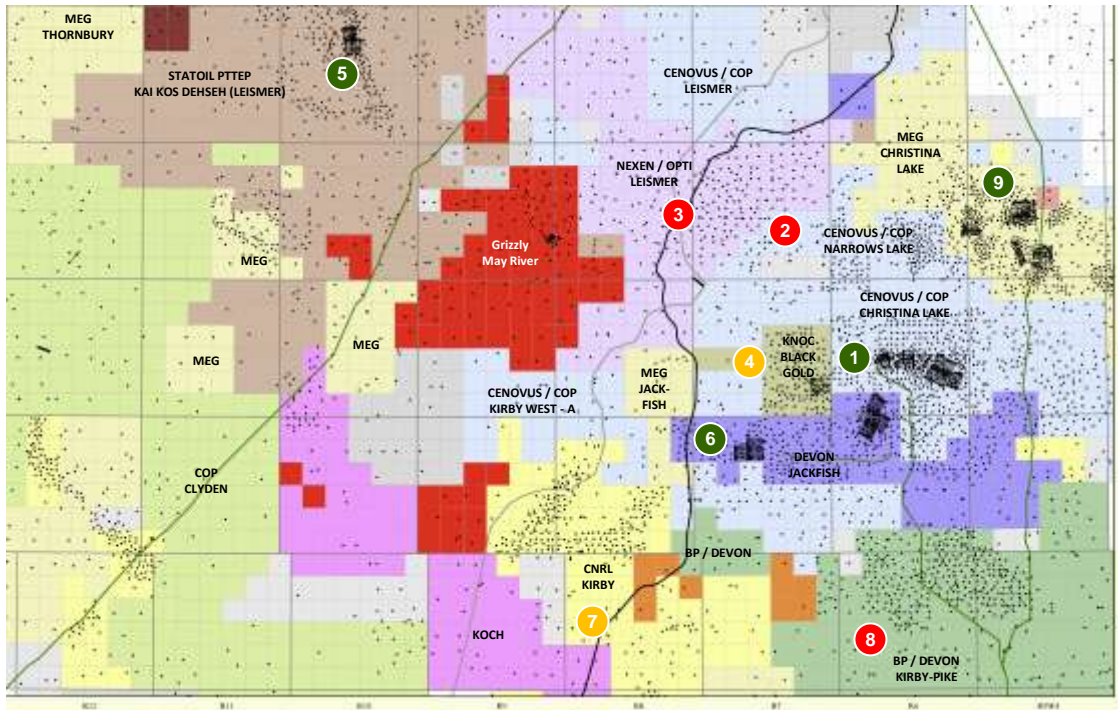 MEG
THORNBURY
STATOIL PTTEP
KAI KOS DEHSEH (LEISMER)
5
CENOVUS / COP
LEISMER
MEG
CHRISTINA
LAKE
9
NEXEN / OPTI
LEISMER
3
2
CENOVUS / COP
NARROWS LAKE
Grizzly
May River
MEG
CENOVUS / COP
CHRISTINA LAKE
MEG
MEG
KNOC
BLACK
GOLD
4
1
MEG
JACK-
FISH
CENOVUS / COP
KIRBY WEST - A
6
DEVON
JACKFISH
COP
CLYDEN
BP / DEVON
CNRL
KIRBY
7
KOCH
8
BP / DEVON
KIRBY-PIKE